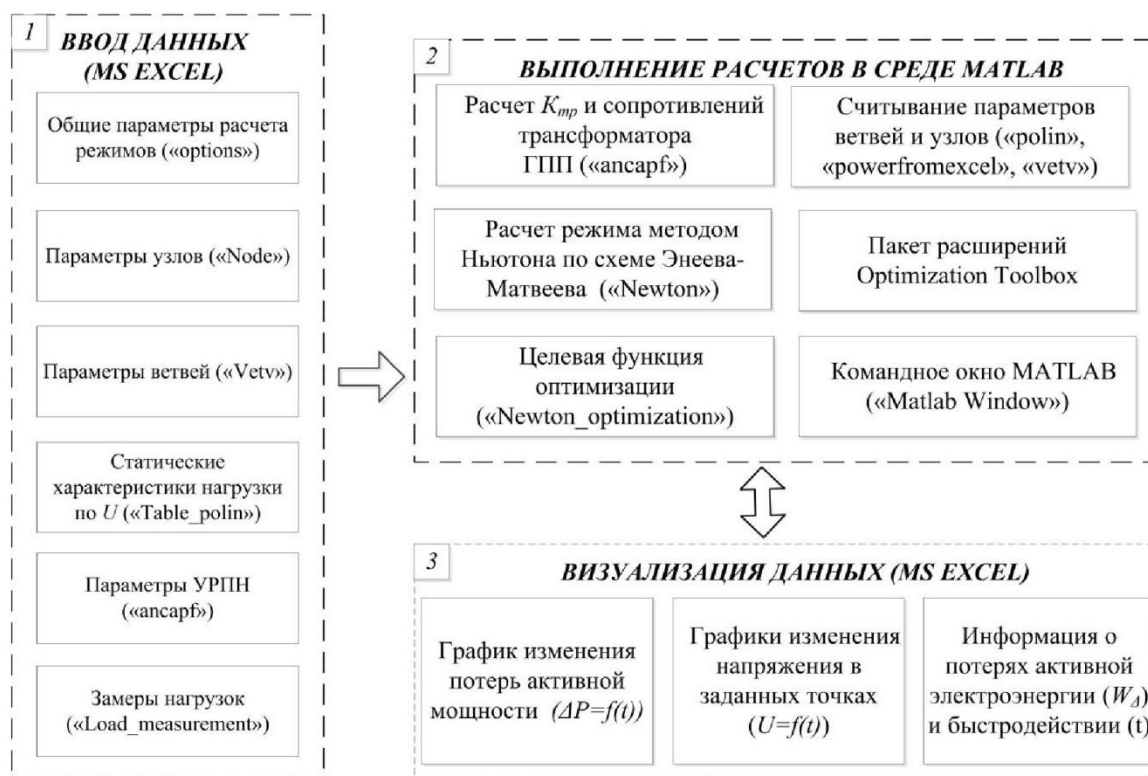 1
ВВОД ДАННЫХ
(MS EXCEL)
Общие параметры расчета
режимов («options»)
Параметры узлов («Node»)
Параметры ветвей («Vetv»)
Статические
характеристики нагрузки
по U («Table_polin»)
Параметры УРПН
(«ancapf»)
Замеры нагрузок
(«Load_measurement»)
2
ВЫПОЛНЕНИЕ РАСЧЕТОВ В СРЕДЕ MATLAB
Расчет Kтр и сопротивлений
трансформатора
ГПП («ancapf»)
Считывание параметров
ветвей и узлов («polin»,
«powerfromexcel», «vetv»)
Расчет режима методом
Ньютона по схеме Энеева-
Матвеева («Newton»)
Пакет расширений
Optimization Toolbox
Целевая функция
оптимизации
(«Newton_optimization»)
Командное окно MATLAB
(«Matlab Window»)
3
ВИЗУАЛИЗАЦИЯ ДАННЫХ (MS EXCEL)
График изменения
потерь активной
мощности (ΔP=f(t))
Графики изменения
напряжения в
заданных точках
(U=f(t))
Информация о
потерях активной
электроэнергии (WΔ)
и быстродействии (t)